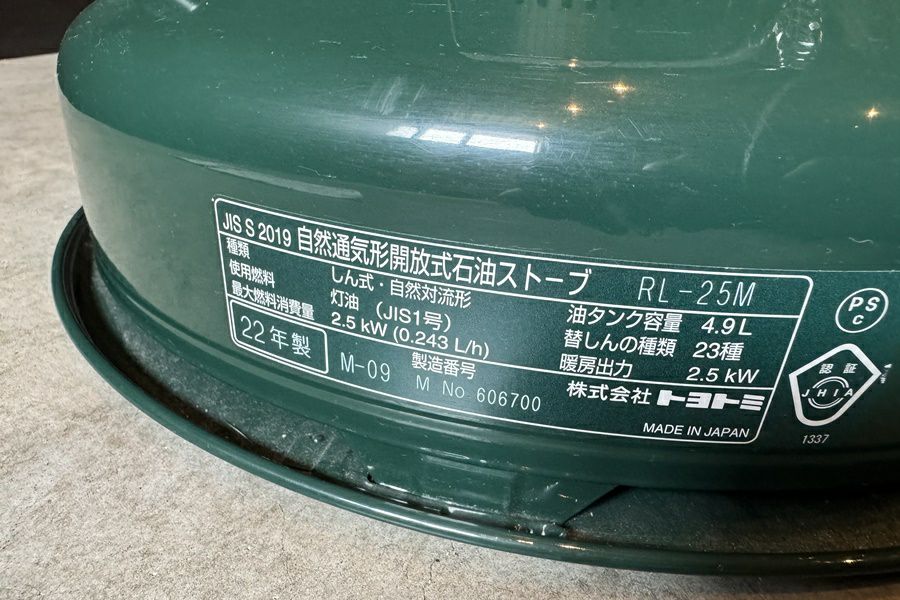 JIS S 2019 自然通気形開放式石油ストーブ RL-25M
種類 しん式・自然対流形
使用燃料 灯油 (JIS1号)
最大燃料消費量 2.5 kW (0.243 L/h)
油タンク容量 4.9 L
替しんの種類 23種
暖房出力 2.5 kW
22年製 M-09 製造番号
M No 606700
株式会社 トヨトミ
MADE IN JAPAN
PS
C
認証
JHIA
1337